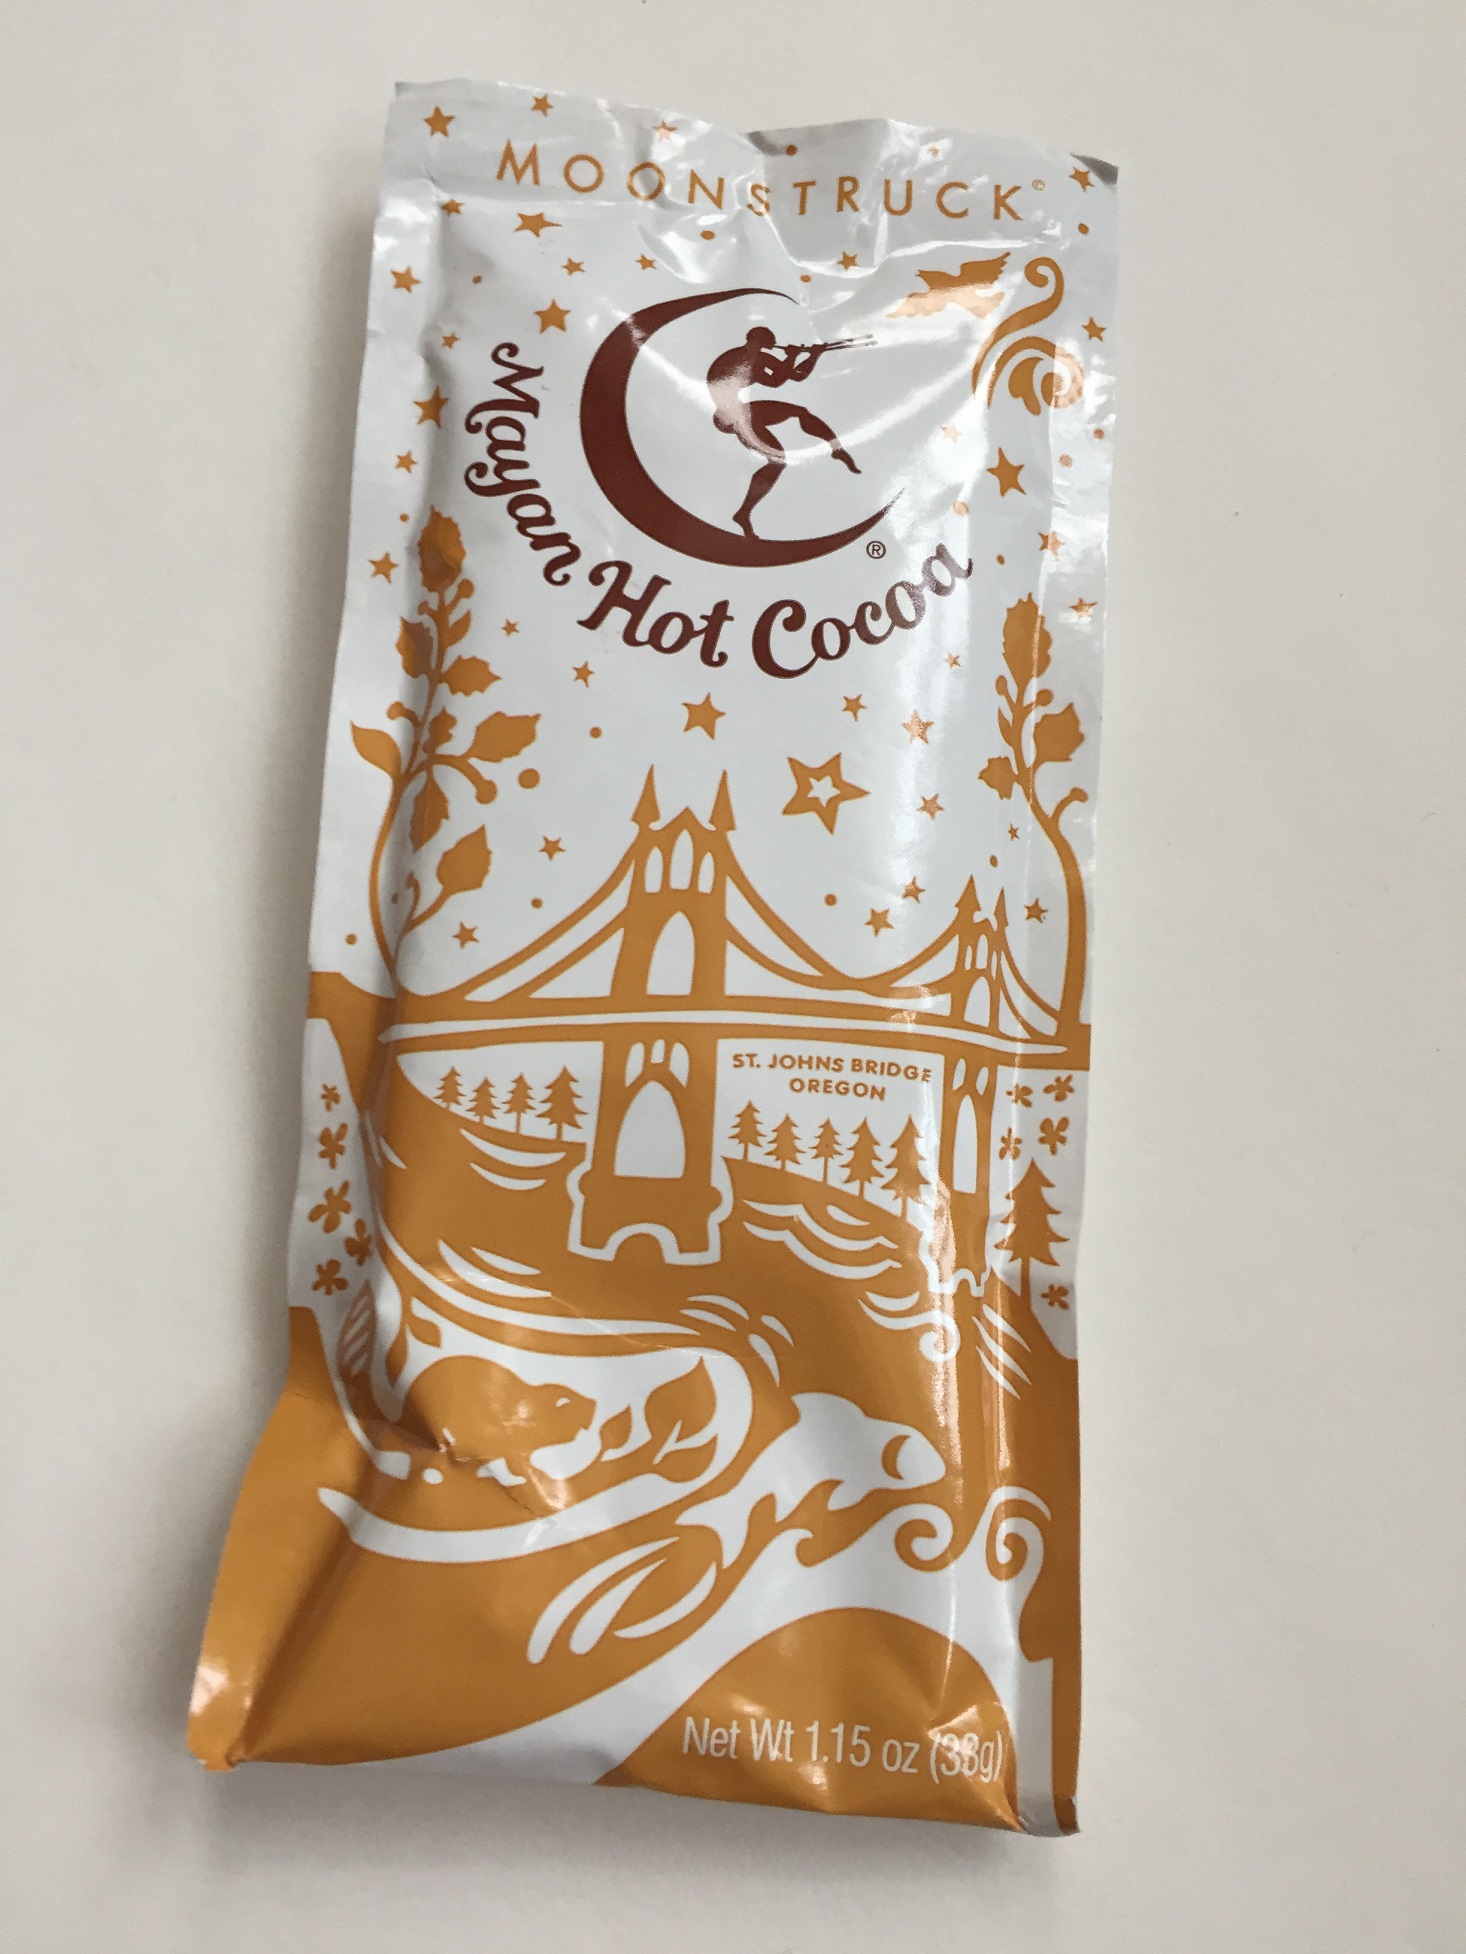 MOONSTRUCK®
Mayan Hot Cocoa
®
ST. JOHNS BRIDGE
OREGON
Net Wt 1.15 oz (33g)